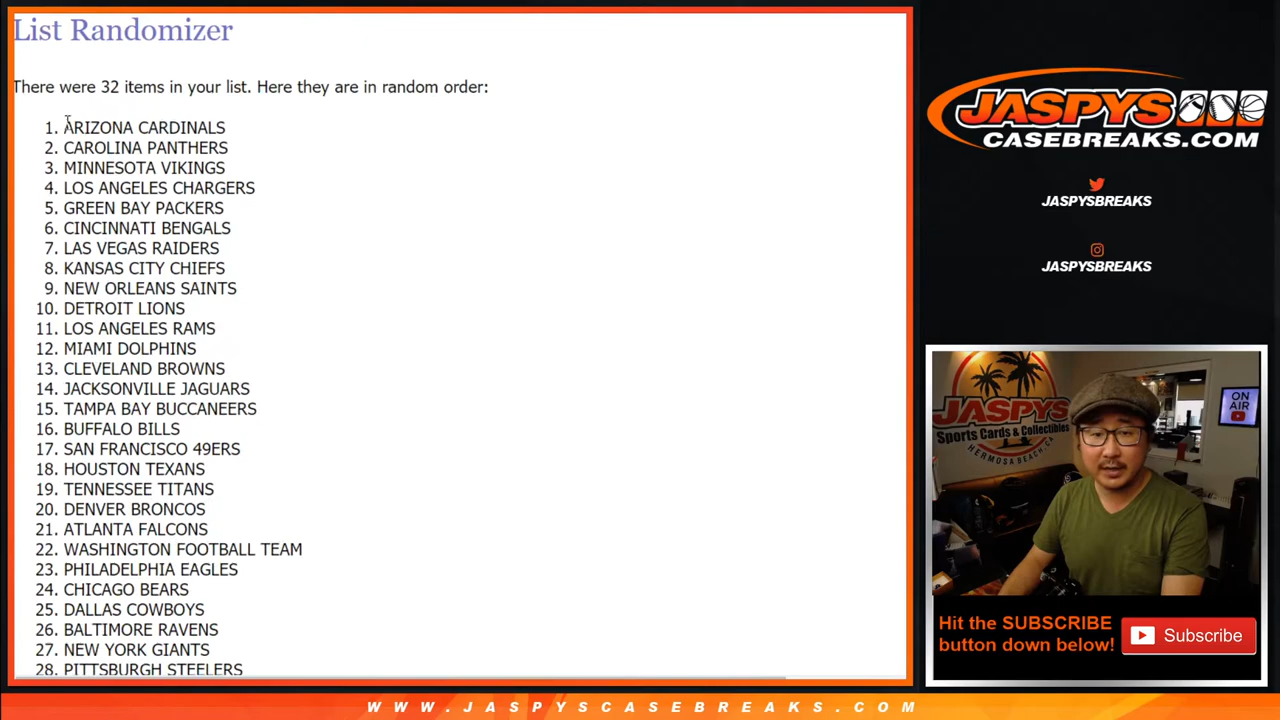 List Randomizer
There were 32 items in your list. Here they are in random order:
1. ARIZONA CARDINALS
2. CAROLINA PANTHERS
3. MINNESOTA VIKINGS
4. LOS ANGELES CHARGERS
5. GREEN BAY PACKERS
6. CINCINNATI BENGALS
7. LAS VEGAS RAIDERS
8. KANSAS CITY CHIEFS
9. NEW ORLEANS SAINTS
10. DETROIT LIONS
11. LOS ANGELES RAMS
12. MIAMI DOLPHINS
13. CLEVELAND BROWNS
14. JACKSONVILLE JAGUARS
15. TAMPA BAY BUCCANEERS
16. BUFFALO BILLS
17. SAN FRANCISCO 49ERS
18. HOUSTON TEXANS
19. TENNESSEE TITANS
20. DENVER BRONCOS
21. ATLANTA FALCONS
22. WASHINGTON FOOTBALL TEAM
23. PHILADELPHIA EAGLES
24. CHICAGO BEARS
25. DALLAS COWBOYS
26. BALTIMORE RAVENS
27. NEW YORK GIANTS
28. PITTSBURGH STEELERS
JASPYS
CASEBREAKS.COM
JASPYSBREAKS
JASPYSBREAKS
JASPYS
Sports Cards & Collectibles
HERMOSA BEACH, CA
ON
AIR
Hit the SUBSCRIBE
button down below!
Subscribe
WWW.JASPYSCASEBREAKS.COM